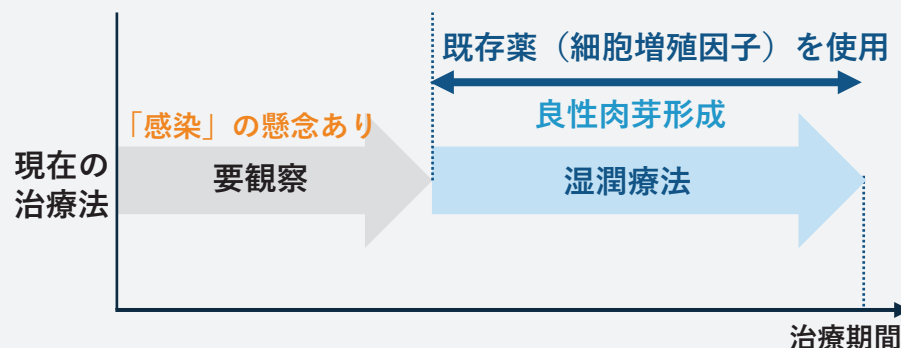 既存薬（細胞増殖因子）を使用
「感染」の懸念あり
良性肉芽形成
現在の
治療法
要観察
湿潤療法
治療期間